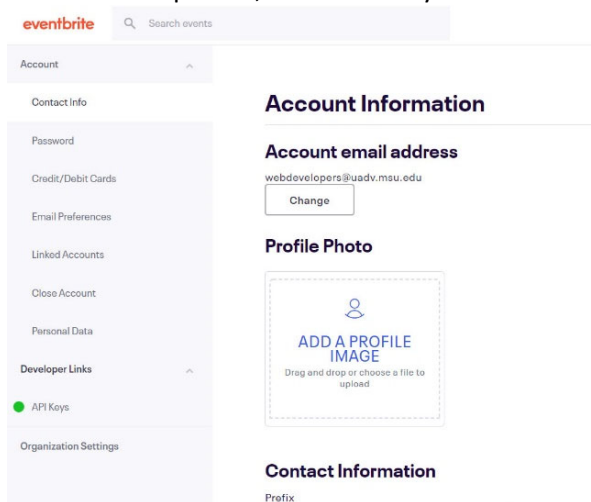 eventbrite
Search events
Account
Contact Info
Password
Credit/Debit Cards
Email Preferences
Linked Accounts
Close Account
Personal Data
Developer Links
API Keys
Organization Settings
Account Information
Account email address
webdevelopers@uadv.msu.edu
Change
Profile Photo
ADD A PROFILE
IMAGE
Drag and drop or choose a file to
upload
Contact Information
Prefix